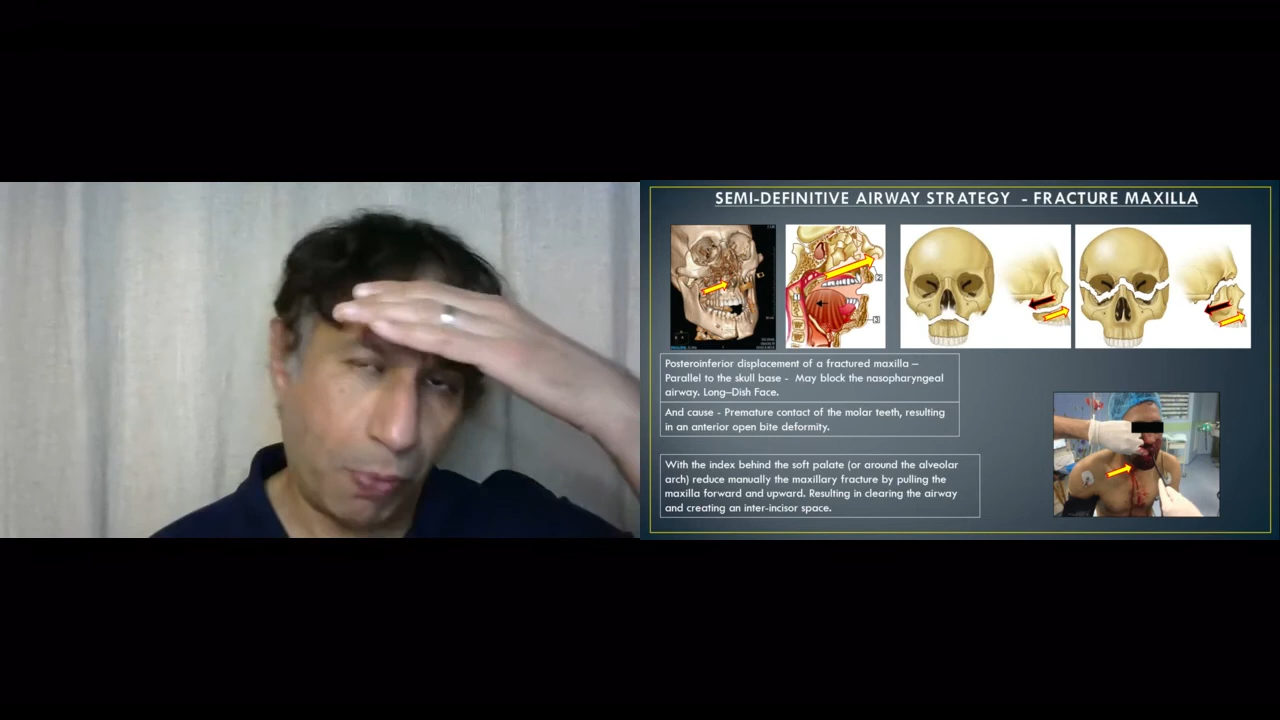 SEMI-DEFINITIVE AIRWAY STRATEGY - FRACTURE MAXILLA
Posteroinferior displacement of a fractured maxilla –
Parallel to the skull base - May block the nasopharyngeal
airway. Long–Dish Face.
And cause - Premature contact of the molar teeth, resulting
in an anterior open bite deformity.
With the index behind the soft palate (or around the alveolar
arch) reduce manually the maxillary fracture by pulling the
maxilla forward and upward. Resulting in clearing the airway
and creating an inter-incisor space.